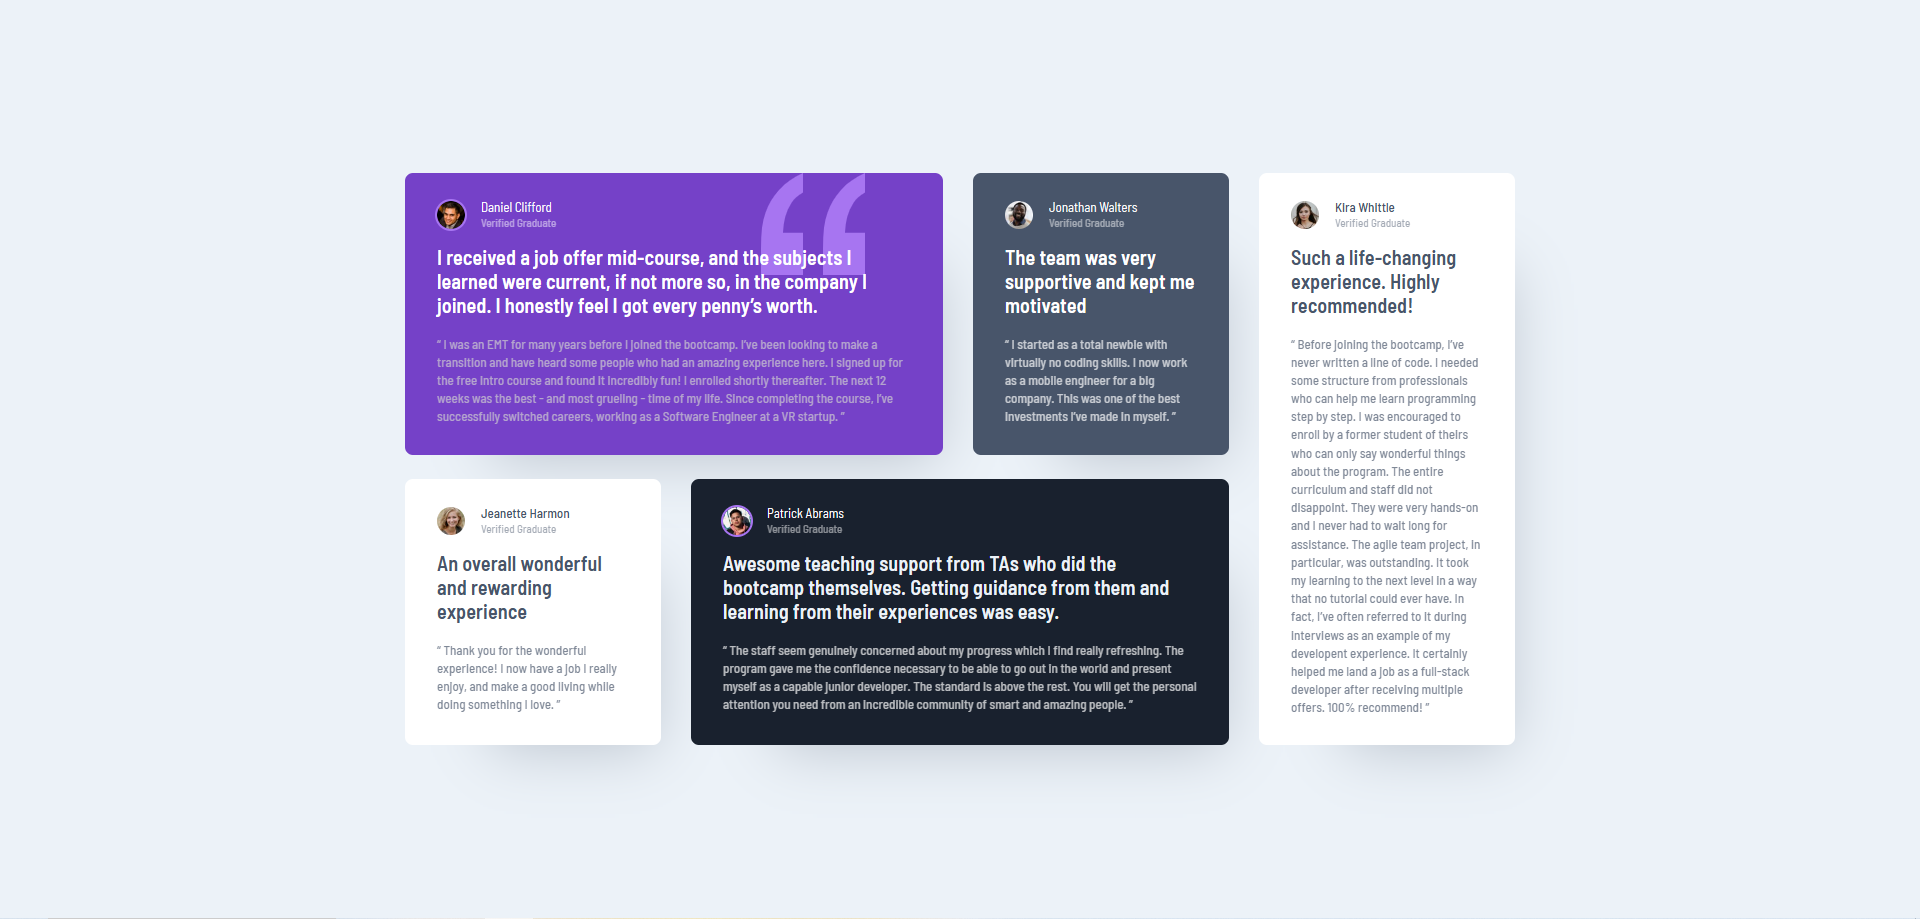 Daniel Clifford
Verified Graduate
I received a job offer mid-course, and the subjects I
learned were current, if not more so, in the company I
joined. I honestly feel I got every penny’s worth.
“ I was an EMT for many years before I joined the bootcamp. I’ve been looking to make a
transition and have heard some people who had an amazing experience here. I signed up for
the free intro course and found it incredibly fun! I enrolled shortly thereafter. The next 12
weeks was the best - and most grueling - time of my life. Since completing the course, I’ve
successfully switched careers, working as a Software Engineer at a VR startup. ”
Jonathan Walters
Verified Graduate
The team was very
supportive and kept me
motivated
“ I started as a total newbie with
virtually no coding skills. I now work
as a mobile engineer for a big
company. This was one of the best
investments I’ve made in myself. ”
Kira Whittle
Verified Graduate
Such a life-changing
experience. Highly
recommended!
“ Before joining the bootcamp, I’ve
never written a line of code. I needed
some structure from professionals
who can help me learn programming
step by step. I was encouraged to
enroll by a former student of theirs
who can only say wonderful things
about the program. The entire
curriculum and staff did not
disappoint. They were very hands-on
and I never had to wait long for
assistance. The agile team project, in
particular, was outstanding. It took
my learning to the next level in a way
that no tutorial could ever have. In
fact, I’ve often referred to it during
interviews as an example of my
developent experience. It certainly
helped me land a job as a full-stack
developer after receiving multiple
offers. 100% recommend! ”
Jeanette Harmon
Verified Graduate
An overall wonderful
and rewarding
experience
“ Thank you for the wonderful
experience! I now have a job I really
enjoy, and make a good living while
doing something I love. ”
Patrick Abrams
Verified Graduate
Awesome teaching support from TAs who did the
bootcamp themselves. Getting guidance from them and
learning from their experiences was easy.
“ The staff seem genuinely concerned about my progress which I find really refreshing. The
program gave me the confidence necessary to be able to go out in the world and present
myself as a capable junior developer. The standard is above the rest. You will get the personal
attention you need from an incredible community of smart and amazing people. ”